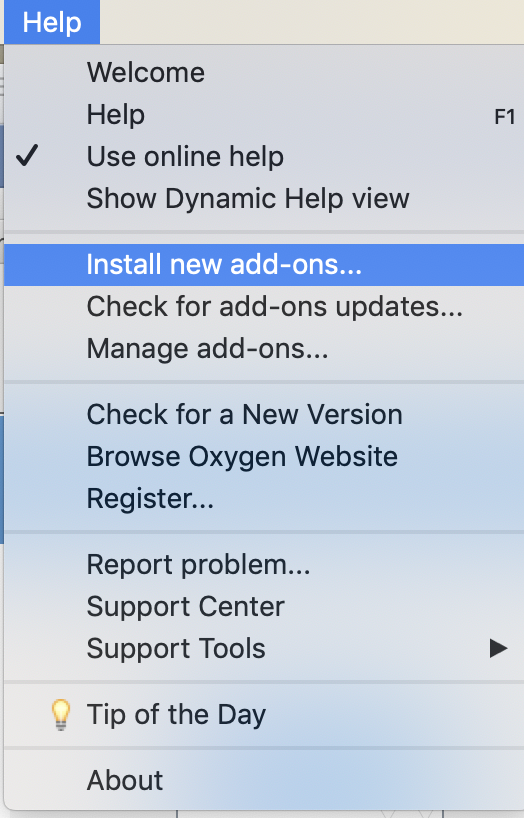 Help
Welcome
Help F1
Use online help
Show Dynamic Help view
Install new add-ons...
Check for add-ons updates...
Manage add-ons...
Check for a New Version
Browse Oxygen Website
Register...
Report problem...
Support Center
Support Tools
Tip of the Day
About